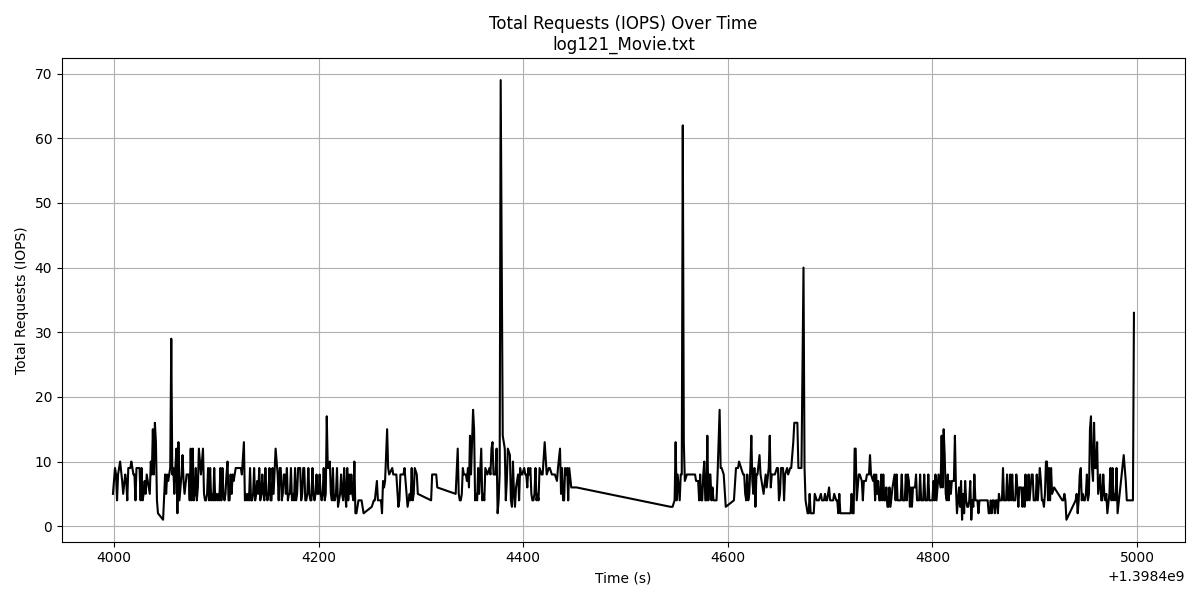 Total Requests (IOPS) Over Time
log121_Movie.txt
Total Requests (IOPS)
70
60
50
40
30
20
10
0
4000 4200 4400 4600 4800 5000
Time (s)
+1.3984e9